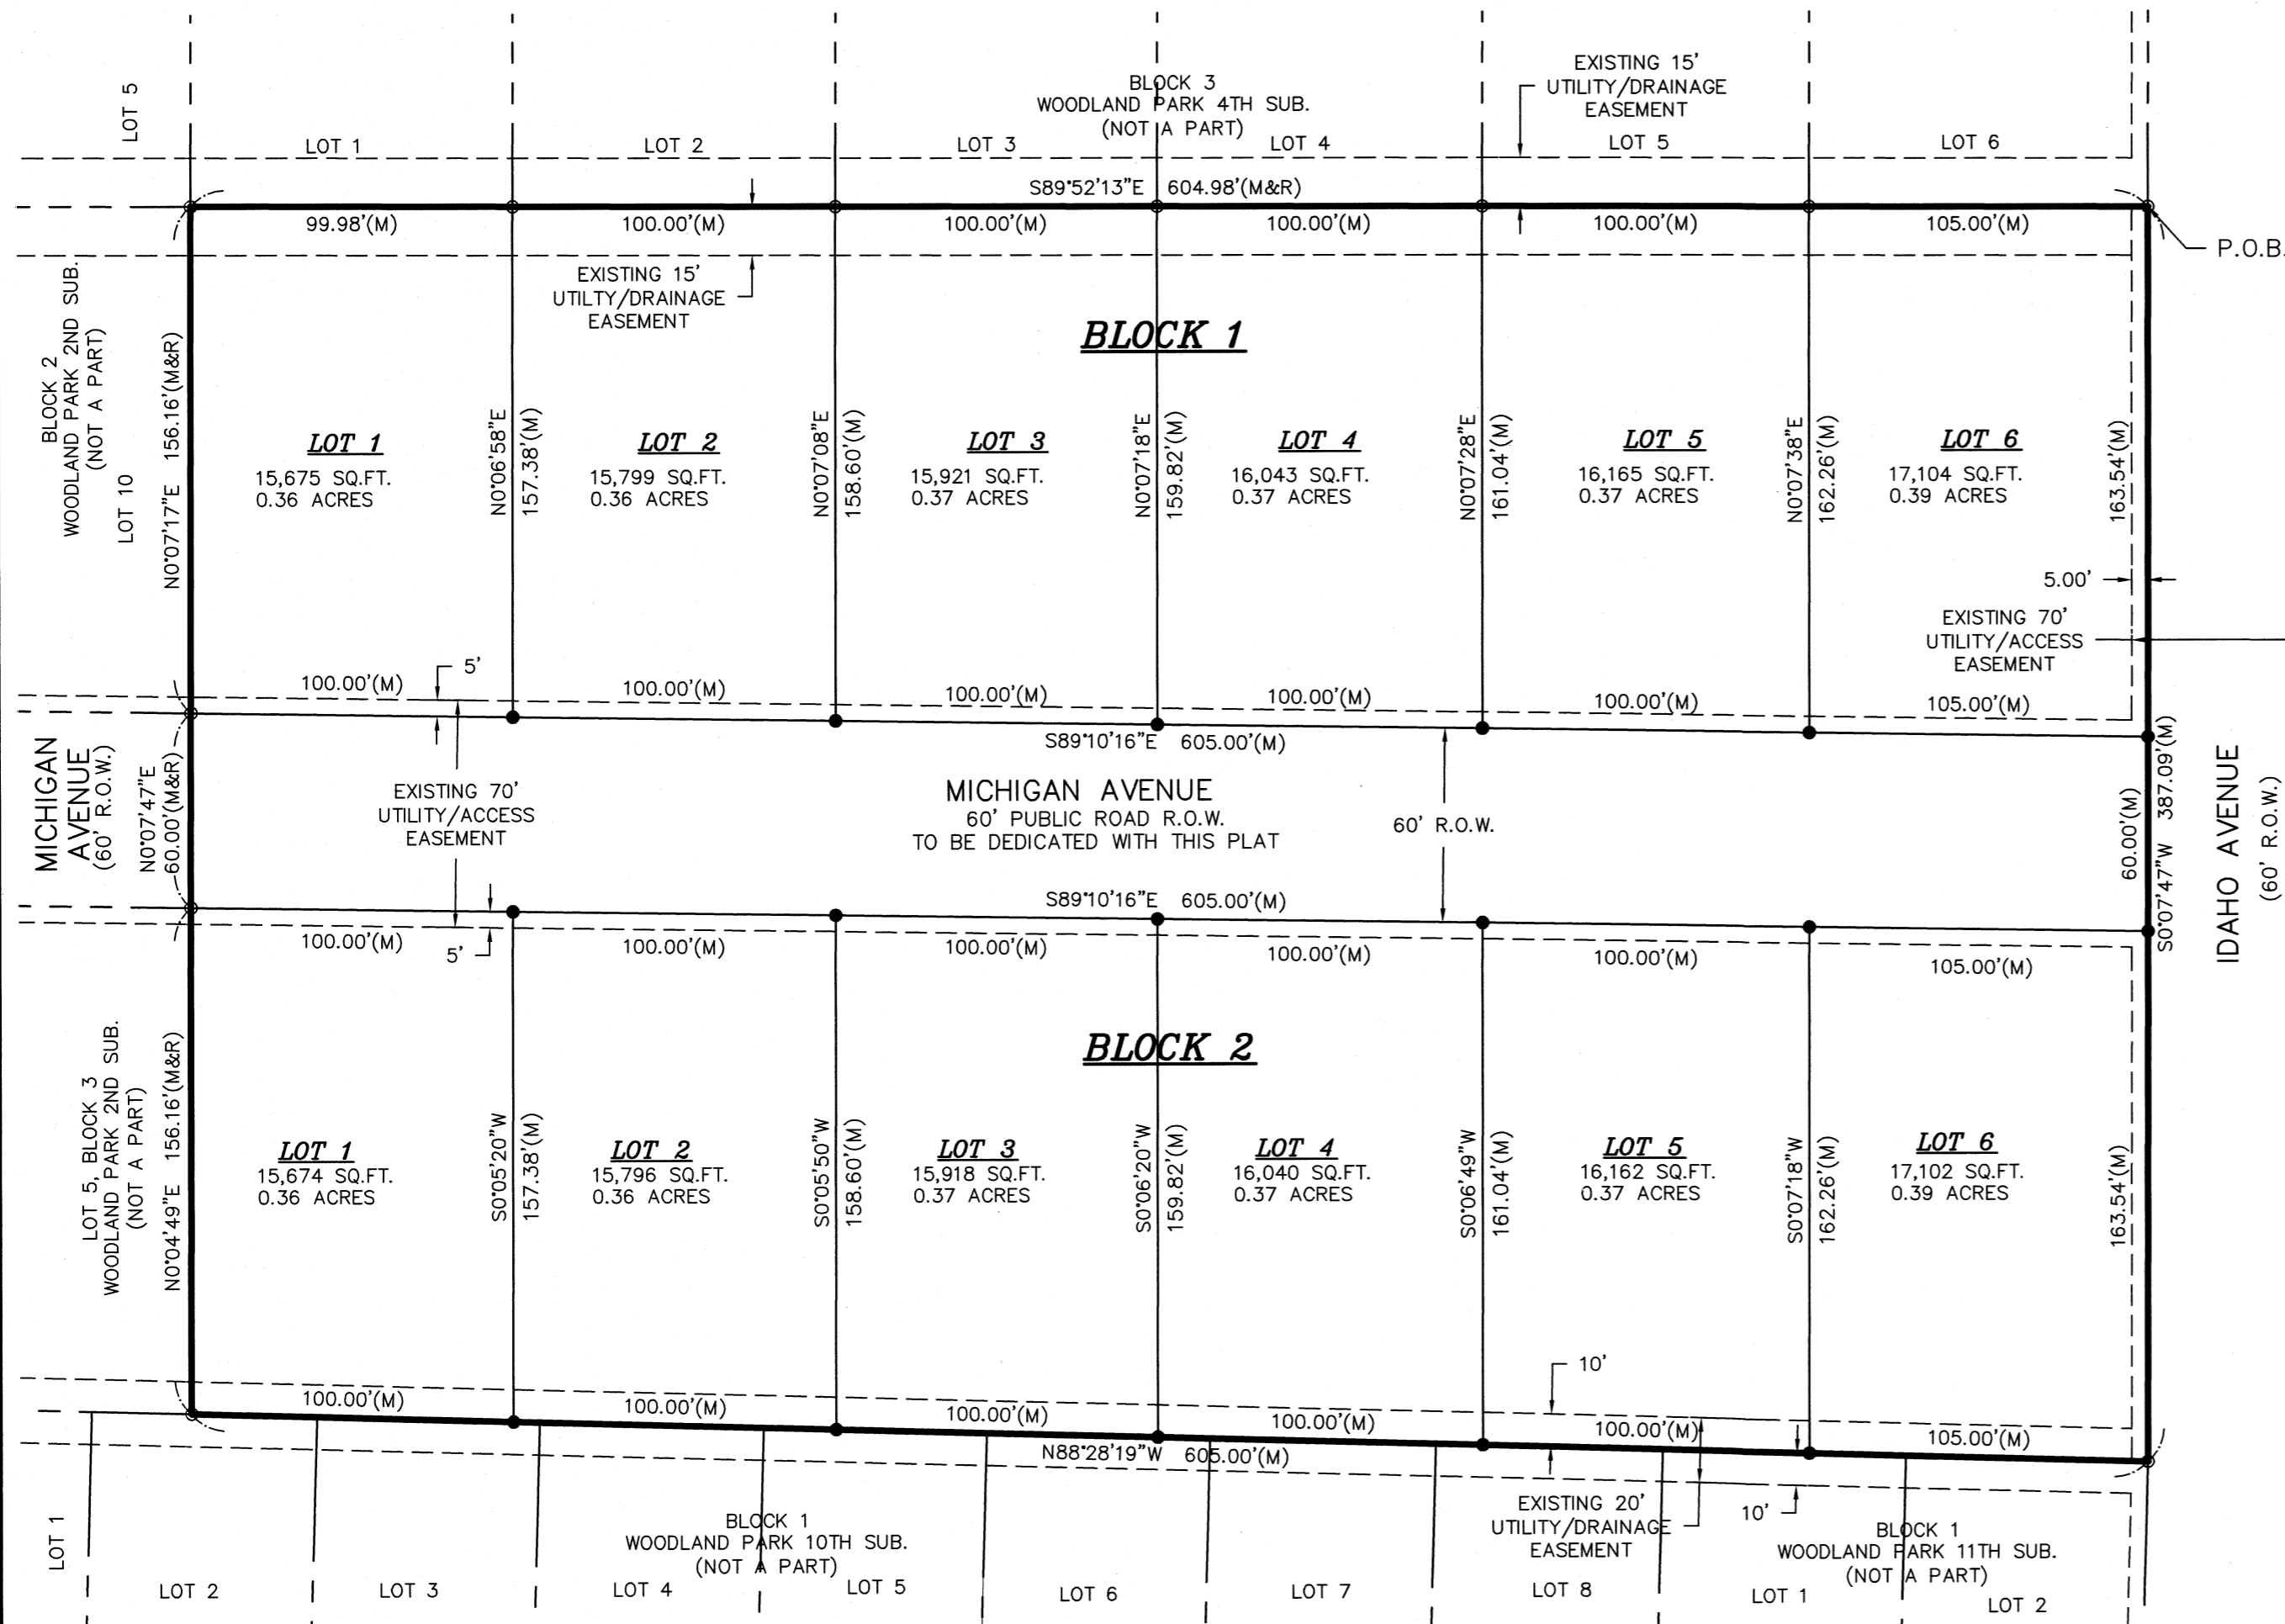 LOT 5
BLOCK 3
WOODLAND PARK 4TH SUB.
(NOT A PART)
EXISTING 15'
UTILITY/DRAINAGE
EASEMENT
LOT 1
LOT 2
LOT 3
LOT 4
LOT 5
LOT 6
S89°52'13"E 604.98'(M&R)
99.98'(M)
100.00'(M)
100.00'(M)
100.00'(M)
100.00'(M)
105.00'(M)
P.O.B.
EXISTING 15'
UTILTY/DRAINAGE
EASEMENT
BLOCK 1
BLOCK 2
WOODLAND PARK 2ND SUB.
(NOT A PART)
LOT 10
N0°07'17"E 156.16'(M&R)
LOT 1
15,675 SQ.FT.
0.36 ACRES
N0°06'58"E
157.38'(M)
LOT 2
15,799 SQ.FT.
0.36 ACRES
N0°07'08"E
158.60'(M)
LOT 3
15,921 SQ.FT.
0.37 ACRES
N0°07'18"E
159.82'(M)
LOT 4
16,043 SQ.FT.
0.37 ACRES
N0°07'28"E
161.04'(M)
LOT 5
16,165 SQ.FT.
0.37 ACRES
N0°07'38"E
162.26'(M)
LOT 6
17,104 SQ.FT.
0.39 ACRES
163.54'(M)
5.00'
EXISTING 70'
UTILITY/ACCESS
EASEMENT
5'
100.00'(M)
100.00'(M)
100.00'(M)
100.00'(M)
100.00'(M)
105.00'(M)
S89°10'16"E 605.00'(M)
MICHIGAN
AVENUE
(60' R.O.W.)
N0°07'47"E
60.00'(M&R)
EXISTING 70'
UTILITY/ACCESS
EASEMENT
MICHIGAN AVENUE
60' PUBLIC ROAD R.O.W.
TO BE DEDICATED WITH THIS PLAT
60' R.O.W.
60.00'(M)
S0°07'47"W 387.09'(M)
IDAHO AVENUE
(60' R.O.W.)
S89°10'16"E 605.00'(M)
100.00'(M)
5'
100.00'(M)
100.00'(M)
100.00'(M)
100.00'(M)
105.00'(M)
BLOCK 2
LOT 5, BLOCK 3
WOODLAND PARK 2ND SUB.
(NOT A PART)
N0°04'49"E 156.16'(M&R)
LOT 1
15,674 SQ.FT.
0.36 ACRES
S0°05'20"W
157.38'(M)
LOT 2
15,796 SQ.FT.
0.36 ACRES
S0°05'50"W
158.60'(M)
LOT 3
15,918 SQ.FT.
0.37 ACRES
S0°06'20"W
159.82'(M)
LOT 4
16,040 SQ.FT.
0.37 ACRES
S0°06'49"W
161.04'(M)
LOT 5
16,162 SQ.FT.
0.37 ACRES
S0°07'18"W
162.26'(M)
LOT 6
17,102 SQ.FT.
0.39 ACRES
163.54'(M)
10'
100.00'(M)
100.00'(M)
100.00'(M)
100.00'(M)
100.00'(M)
105.00'(M)
N88°28'19"W 605.00'(M)
EXISTING 20'
UTILITY/DRAINAGE
EASEMENT
10'
BLOCK 1
WOODLAND PARK 10TH SUB.
(NOT A PART)
BLOCK 1
WOODLAND PARK 11TH SUB.
(NOT A PART)
LOT 1
LOT 2
LOT 3
LOT 4
LOT 5
LOT 6
LOT 7
LOT 8
LOT 1
LOT 2